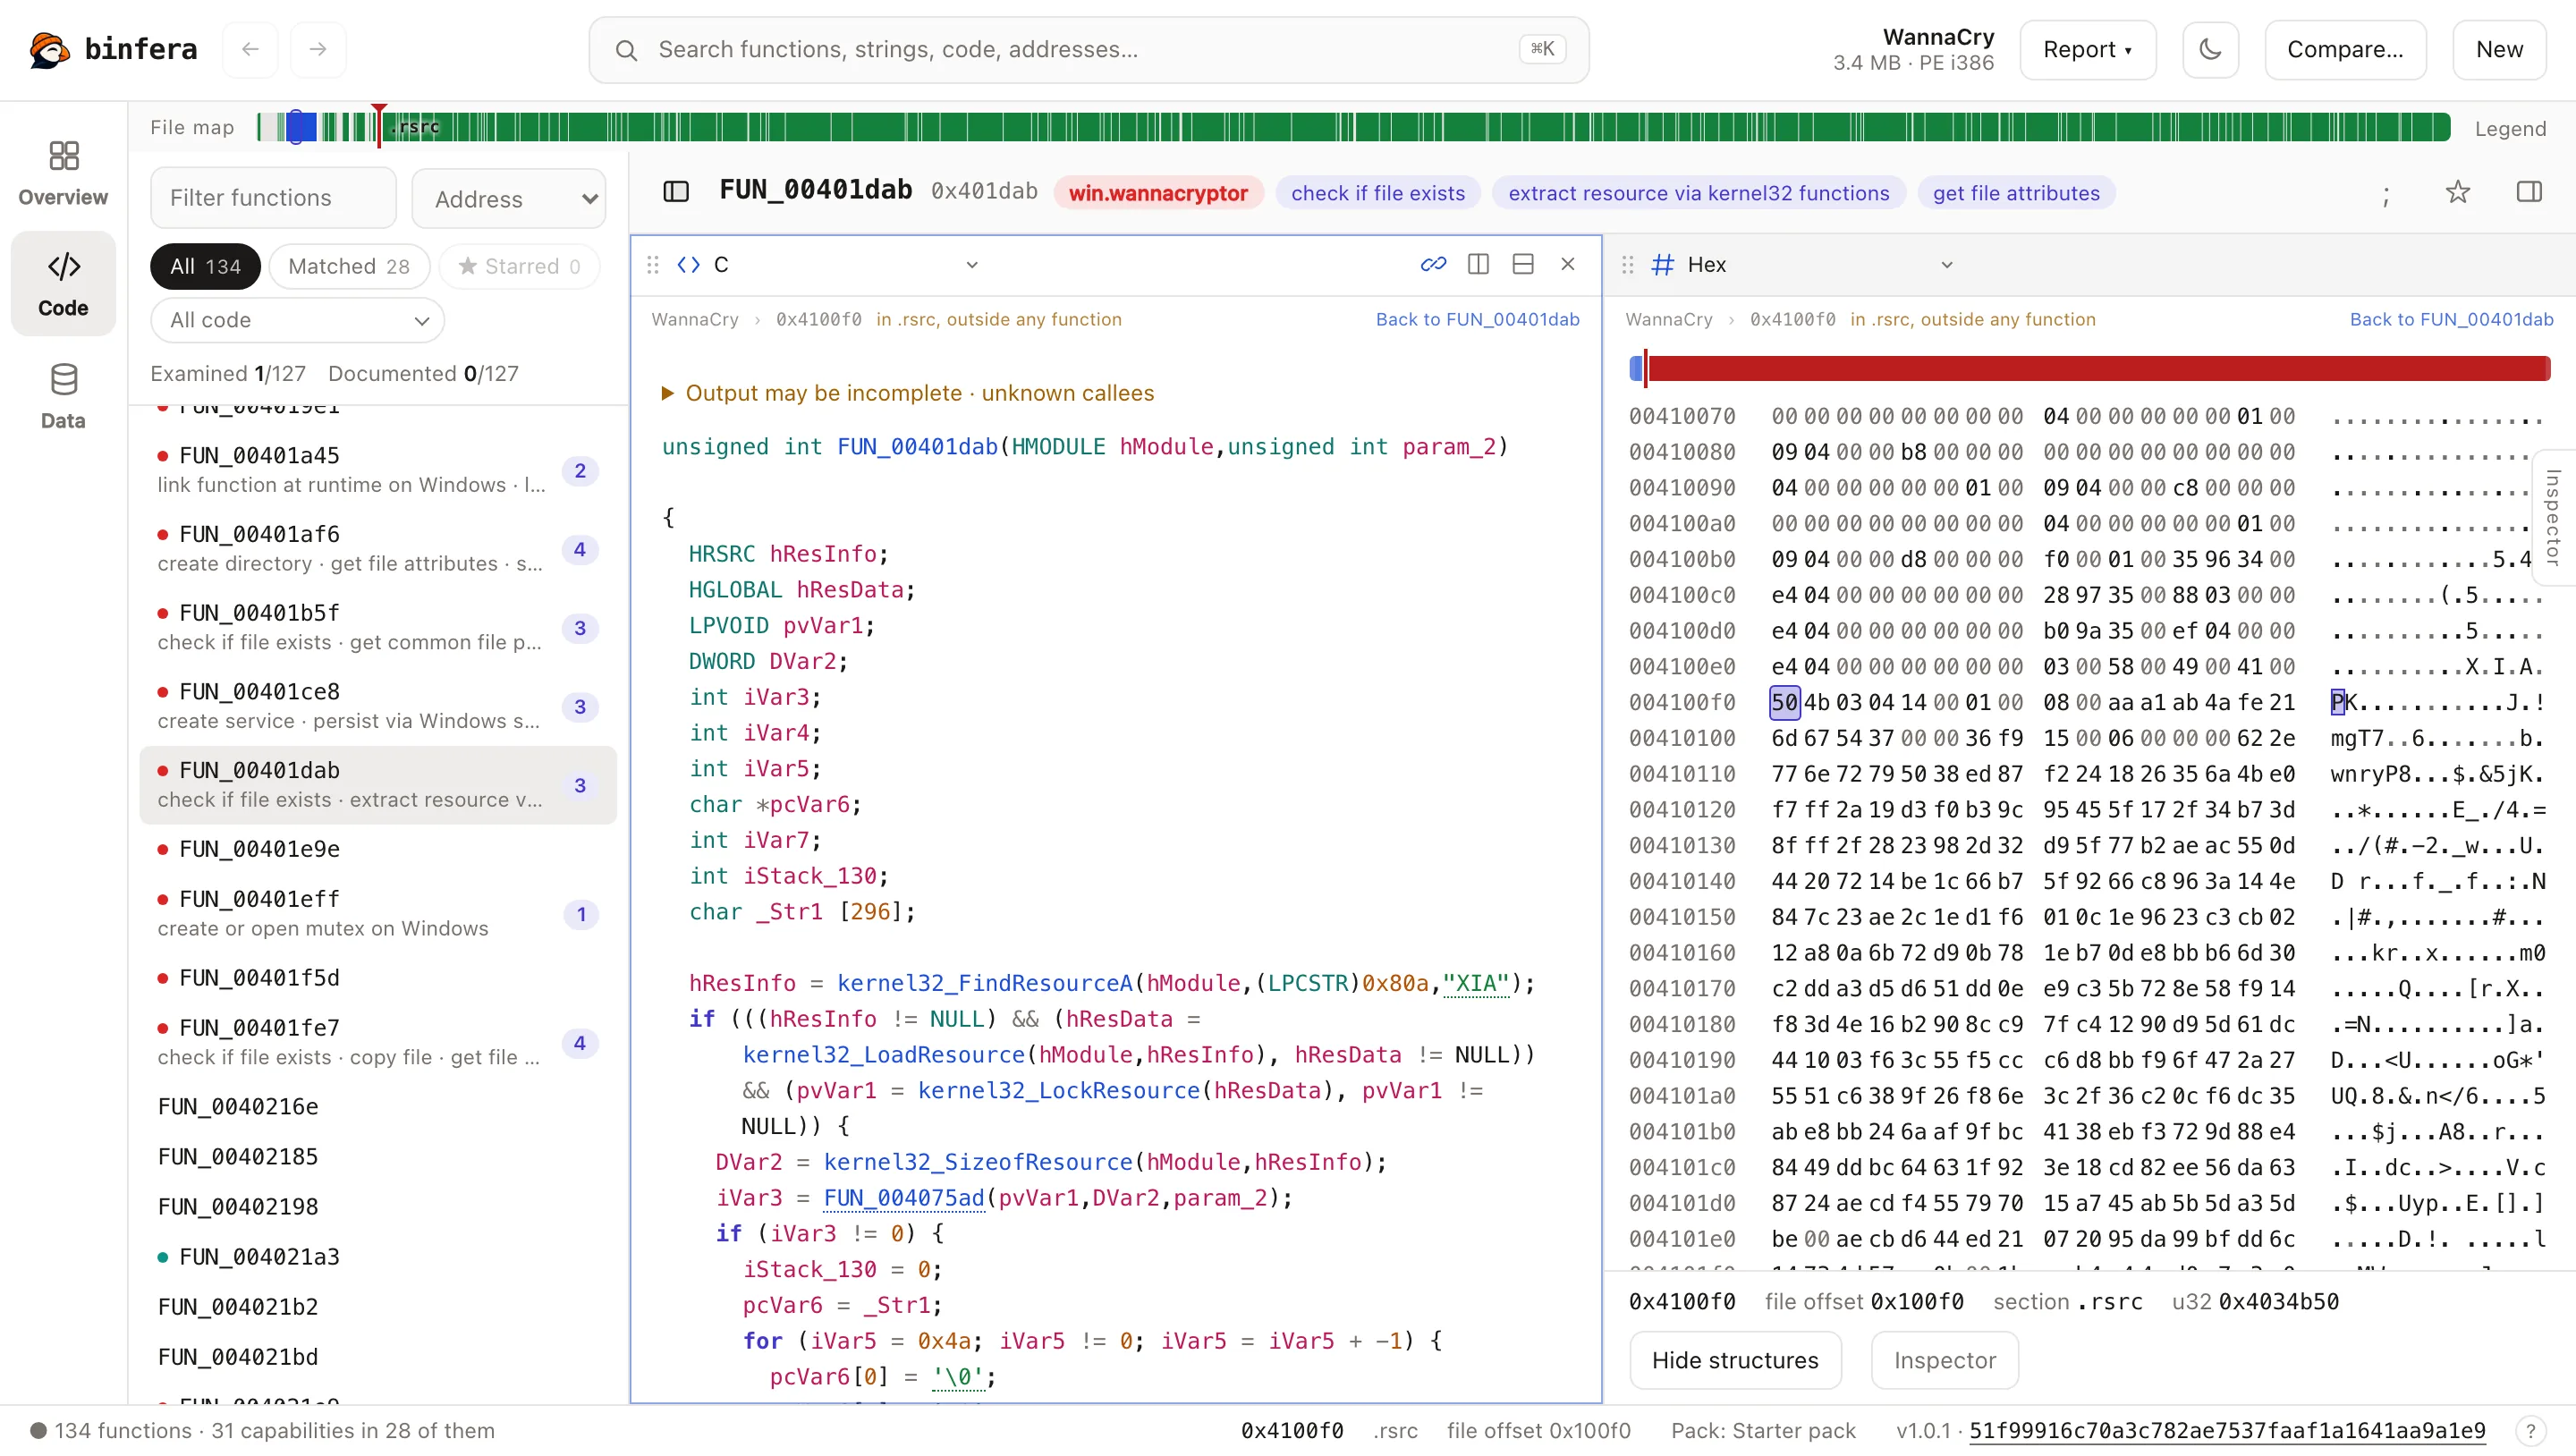 binfera
Search functions, strings, code, addresses...
⌘K
WannaCry
3.4 MB · PE i386
Report ▾
Compare...
New
File map
.rsrc
Legend
Overview
Code
Data
Filter functions
Address
All 134
Matched 28
★ Starred 0
All code
Examined 1/127 Documented 0/127
FUN_004019e1
FUN_00401a45
link function at runtime on Windows · l...
2
FUN_00401af6
create directory · get file attributes · s...
4
FUN_00401b5f
check if file exists · get common file p...
3
FUN_00401ce8
create service · persist via Windows s...
3
FUN_00401dab
check if file exists · extract resource v...
3
FUN_00401e9e
FUN_00401eff
create or open mutex on Windows
1
FUN_00401f5d
FUN_00401fe7
check if file exists · copy file · get file ...
4
FUN_0040216e
FUN_00402185
FUN_00402198
FUN_004021a3
FUN_004021b2
FUN_004021bd
FUN_00401dab 0x401dab win.wannacryptor check if file exists extract resource via kernel32 functions get file attributes
;
C
WannaCry › 0x4100f0 in .rsrc, outside any function Back to FUN_00401dab
▶ Output may be incomplete · unknown callees
unsigned int FUN_00401dab(HMODULE hModule,unsigned int param_2)
{
HRSRC hResInfo;
HGLOBAL hResData;
LPVOID pvVar1;
DWORD DVar2;
int iVar3;
int iVar4;
int iVar5;
char *pcVar6;
int iVar7;
int iStack_130;
char _Str1 [296];
hResInfo = kernel32_FindResourceA(hModule,(LPCSTR)0x80a,"XIA");
if (((hResInfo != NULL) && (hResData =
kernel32_LoadResource(hModule,hResInfo), hResData != NULL))
&& (pvVar1 = kernel32_LockResource(hResData), pvVar1 !=
NULL)) {
DVar2 = kernel32_SizeofResource(hModule,hResInfo);
iVar3 = FUN_004075ad(pvVar1,DVar2,param_2);
if (iVar3 != 0) {
iStack_130 = 0;
pcVar6 = _Str1;
for (iVar5 = 0x4a; iVar5 != 0; iVar5 = iVar5 + -1) {
pcVar6[0] = '\0';
# Hex
WannaCry › 0x4100f0 in .rsrc, outside any function Back to FUN_00401dab
00410070 00 00 00 00 00 00 00 00 04 00 00 00 00 00 01 00 ................
00410080 09 04 00 00 b8 00 00 00 00 00 00 00 00 00 00 00 ...............
00410090 04 00 00 00 00 00 01 00 09 04 00 00 c8 00 00 00 ...............
004100a0 00 00 00 00 00 00 00 00 04 00 00 00 00 00 01 00 ...............
004100b0 09 04 00 00 d8 00 00 00 f0 00 01 00 35 96 34 00 ............5.4
004100c0 e4 04 00 00 00 00 00 00 28 97 35 00 88 03 00 00 ........(.5.....
004100d0 e4 04 00 00 00 00 00 00 b0 9a 35 00 ef 04 00 00 ..........5.....
004100e0 e4 04 00 00 00 00 00 00 03 00 58 00 49 00 41 00 ..........X.I.A.
004100f0 50 4b 03 04 14 00 01 00 08 00 aa a1 ab 4a fe 21 PK...........J.!
00410100 6d 67 54 37 00 00 36 f9 15 00 06 00 00 00 62 2e mgT7..6.......b.
00410110 77 6e 72 79 50 38 ed 87 f2 24 18 26 35 6a 4b e0 wnryP8...$.&5jK.
00410120 f7 ff 2a 19 d3 f0 b3 9c 95 45 5f 17 2f 34 b7 3d ..*......E_./4.=
00410130 8f ff 2f 28 23 98 2d 32 d9 5f 77 b2 ae ac 55 0d ../(#.-2._w...U.
00410140 44 20 72 14 be 1c 66 b7 5f 92 66 c8 96 3a 14 4e D r...f._.f..:.N
00410150 84 7c 23 ae 2c 1e d1 f6 01 0c 1e 96 23 c3 cb 02 .|#.,.......#...
00410160 12 a8 0a 6b 72 d9 0b 78 1e b7 0d e8 bb b6 6d 30 ...kr..x......m0
00410170 c2 dd a3 d5 d6 51 dd 0e e9 c3 5b 72 8e 58 f9 14 .....Q....[r.X..
00410180 f8 3d 4e 16 b2 90 8c c9 7f c4 12 90 d9 5d 61 dc .=N..........]a.
00410190 44 10 03 f6 3c 55 f5 cc c6 d8 bb f9 6f 47 2a 27 D...<U......oG*'
004101a0 55 51 c6 38 9f 26 f8 6e 3c 2f 36 c2 0c f6 dc 35 UQ.8.&.n</6....5
004101b0 ab e8 bb 24 6a af 9f bc 41 38 eb f3 72 9d 88 e4 ...$j...A8..r...
004101c0 84 49 dd bc 64 63 1f 92 3e 18 cd 82 ee 56 da 63 .I..dc..>....V.c
004101d0 87 24 ae cd f4 55 79 70 15 a7 45 ab 5b 5d a3 5d .$...Uyp..E.[].]
004101e0 be 00 ae cb d6 44 ed 21 07 20 95 da 99 bf dd 6c .....D.!. .....l
Inspector
0x4100f0 file offset 0x100f0 section .rsrc u32 0x4034b50
Hide structures
Inspector
134 functions · 31 capabilities in 28 of them
0x4100f0 .rsrc file offset 0x100f0 Pack: Starter pack v1.0.1 · 51f99916c70a3c782ae7537faaf1a1641aa9a1e9 ?